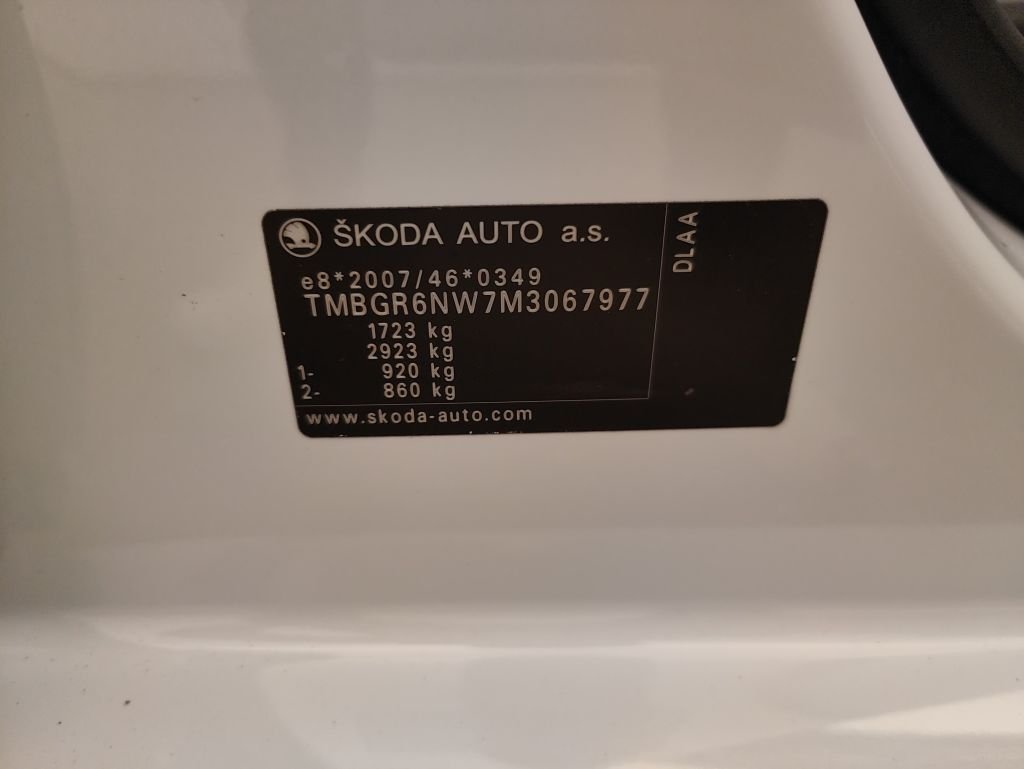 ŠKODA AUTO a.s.
e8*2007/46*0349
TMBGR6NW7M3067977
1723 kg
2923 kg
1- 920 kg
2- 860 kg
www.skoda-auto.com
DLAA